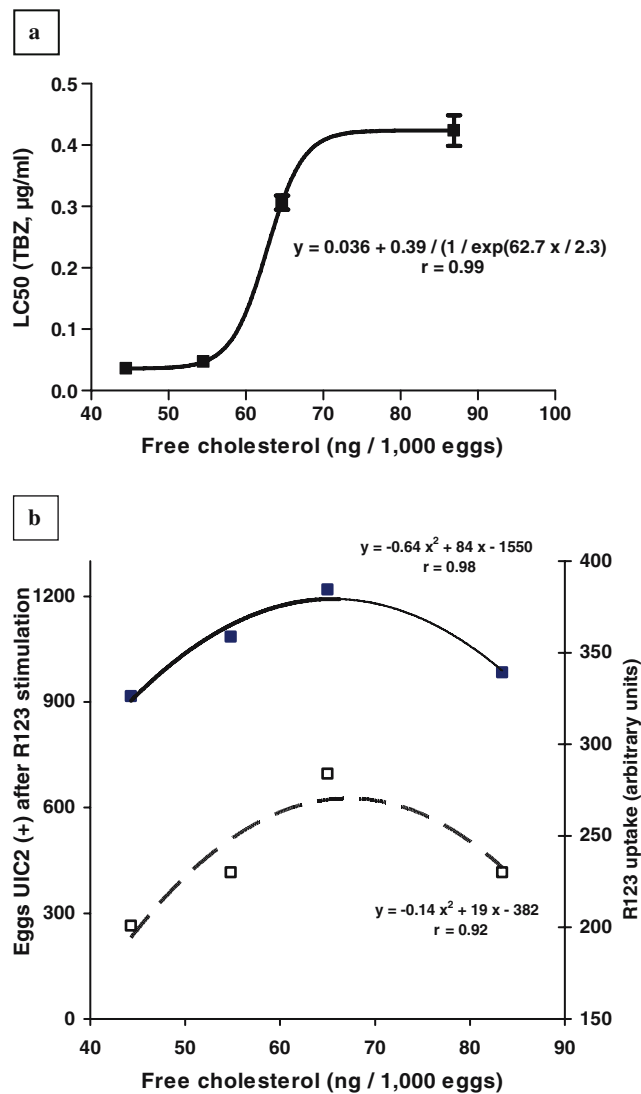 a
0.5
0.4
0.3
0.2
0.1
0.0
LC50 (TBZ, µg/ml)
y = 0.036 + 0.39 / (1 / exp(62.7 x / 2.3)
r = 0.99
40 50 60 70 80 90 100
Free cholesterol (ng / 1,000 eggs)
b
y = -0.64 x² + 84 x - 1550
r = 0.98
1200
900
600
300
0
Eggs UIC2 (+) after R123 stimulation
400
350
300
250
200
150
R123 uptake (arbitrary units)
y = -0.14 x² + 19 x - 382
r = 0.92
40 50 60 70 80 90
Free cholesterol (ng / 1,000 eggs)